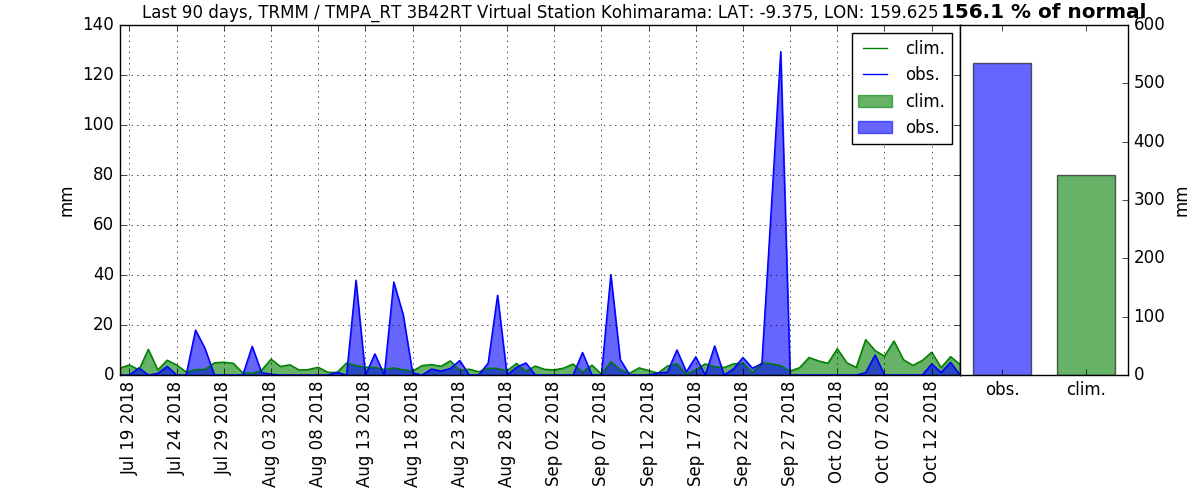 Last 90 days, TRMM / TMPA_RT 3B42RT Virtual Station Kohimarama: LAT: -9.375, LON: 159.625 156.1 % of normal
140
120
100
80
60
40
20
0
mm
clim.
obs.
clim.
obs.
600
500
400
300
200
100
0
mm
Jul 19 2018
Jul 24 2018
Jul 29 2018
Aug 03 2018
Aug 08 2018
Aug 13 2018
Aug 18 2018
Aug 23 2018
Aug 28 2018
Sep 02 2018
Sep 07 2018
Sep 12 2018
Sep 17 2018
Sep 22 2018
Sep 27 2018
Oct 02 2018
Oct 07 2018
Oct 12 2018
obs.
clim.